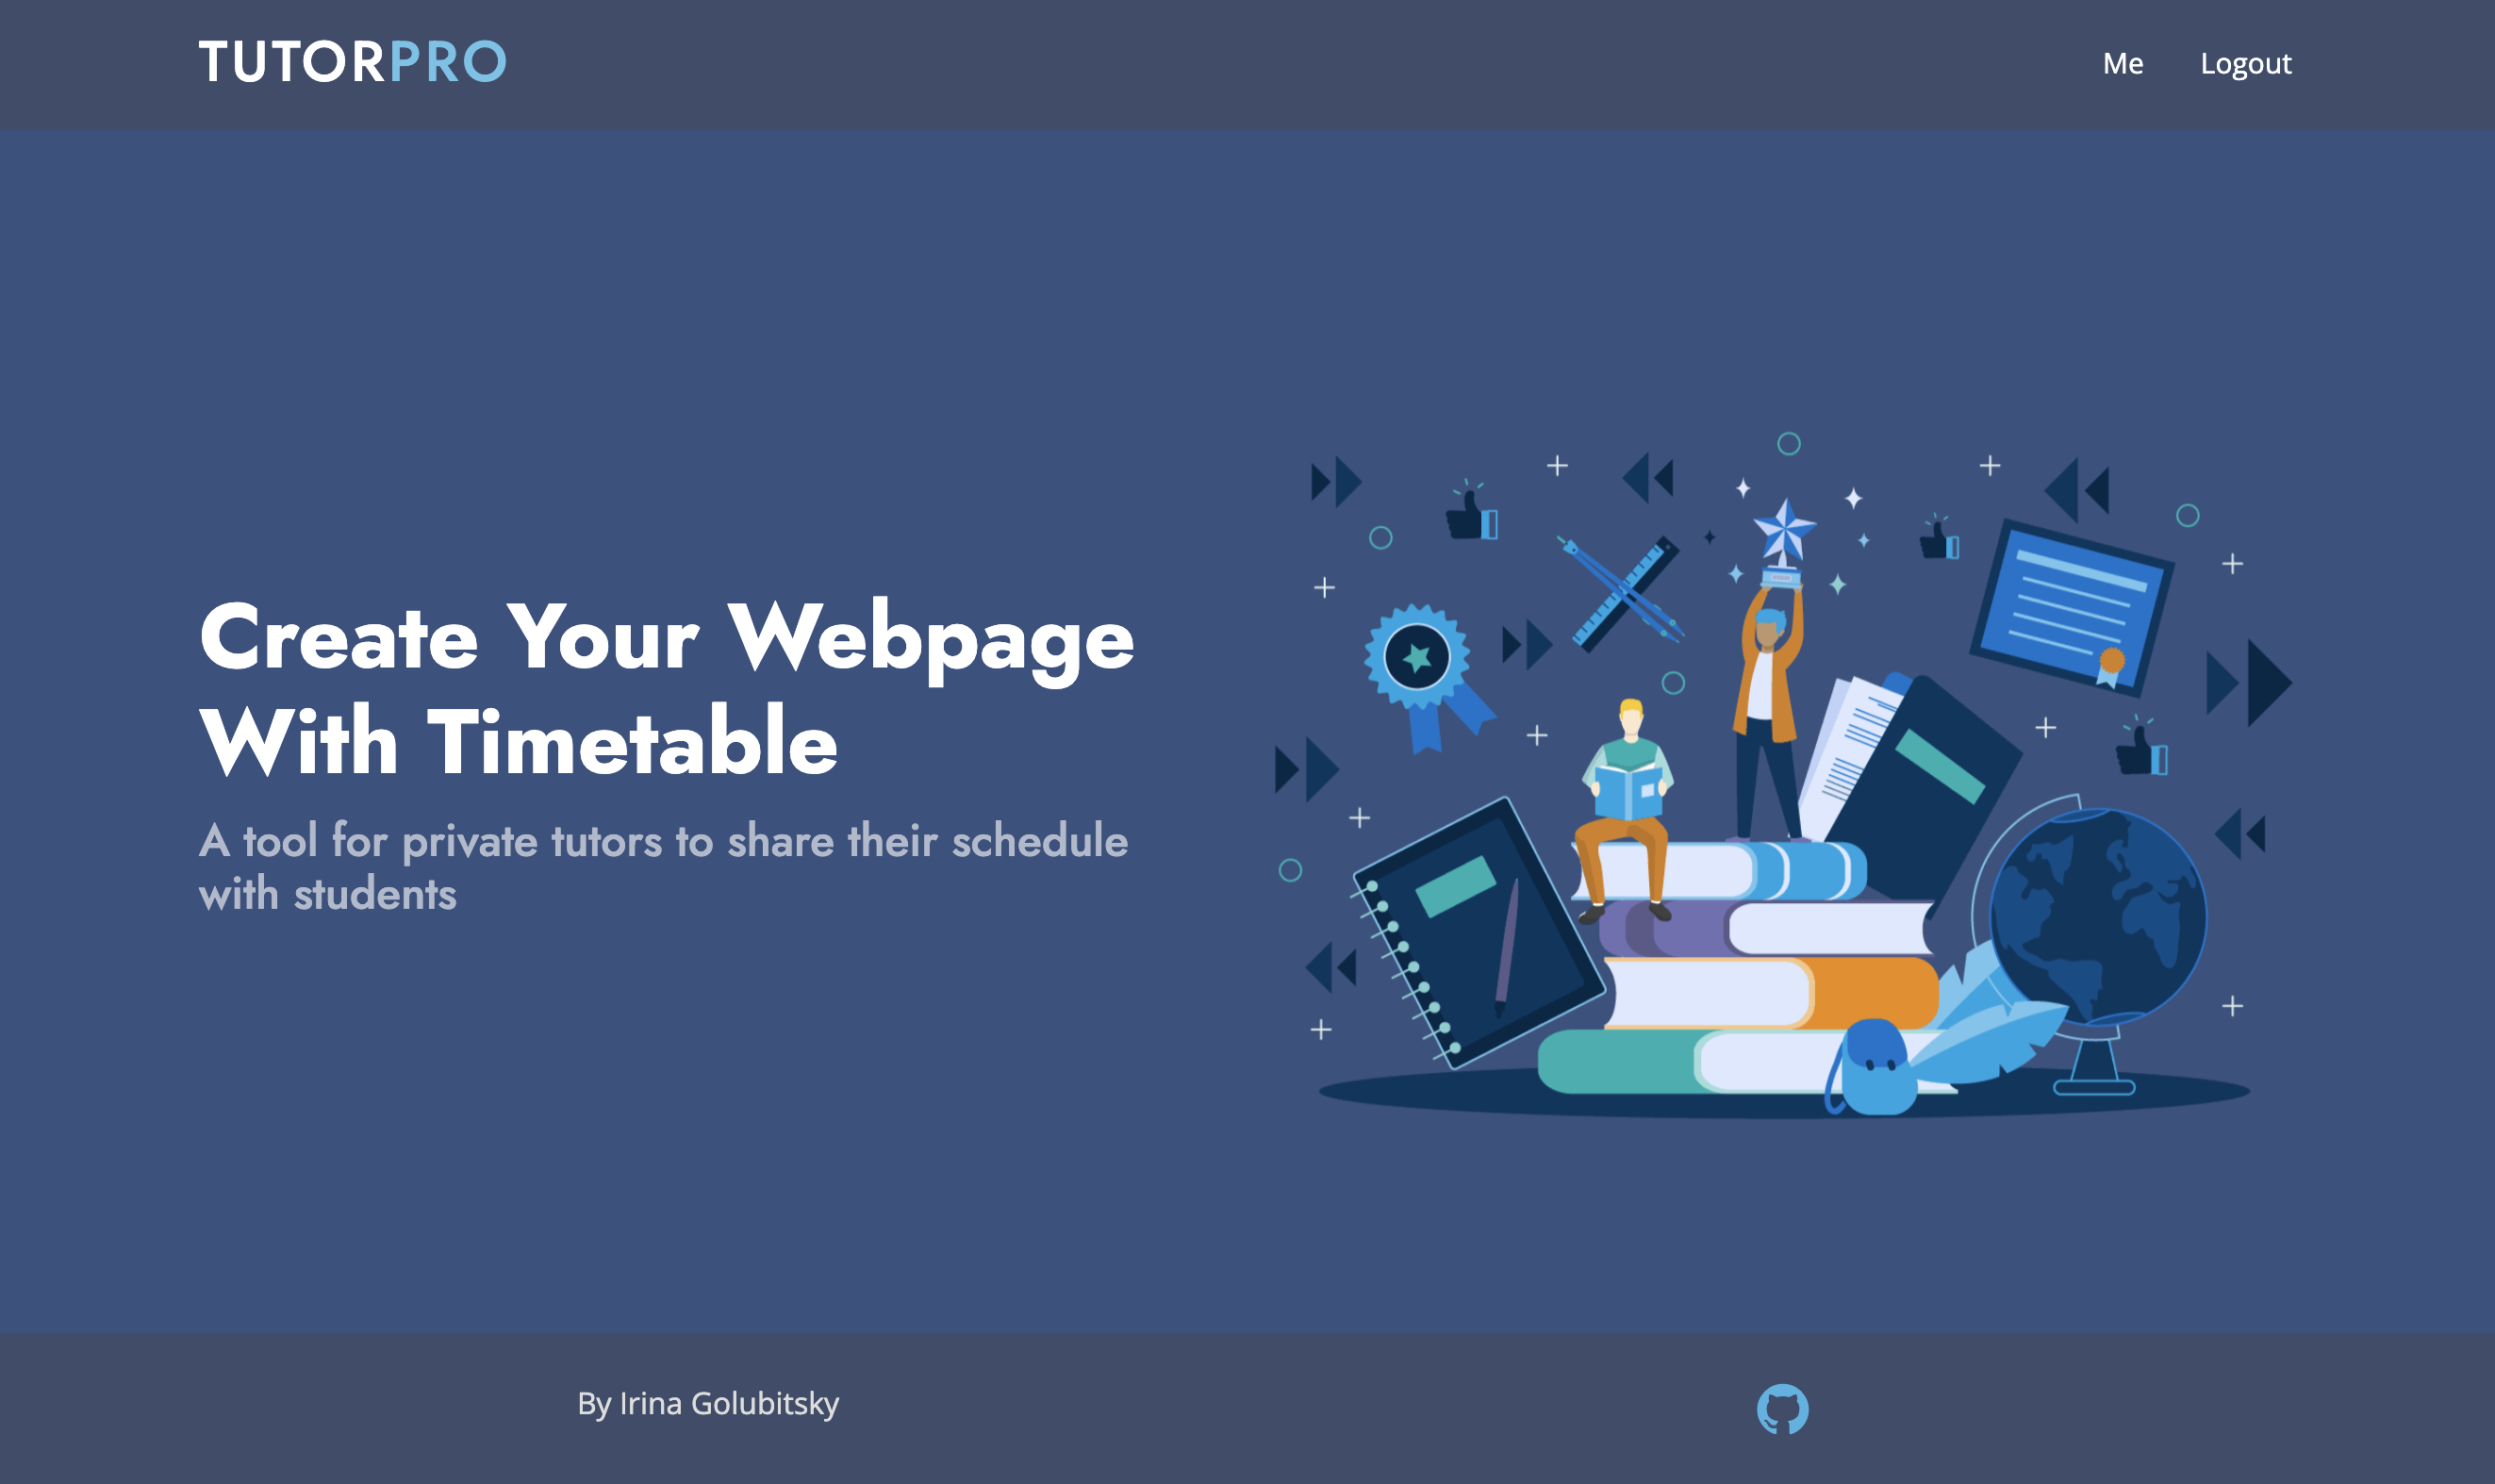 TUTORPRO
Me Logout
Create Your Webpage
With Timetable
A tool for private tutors to share their schedule
with students
By Irina Golubitsky